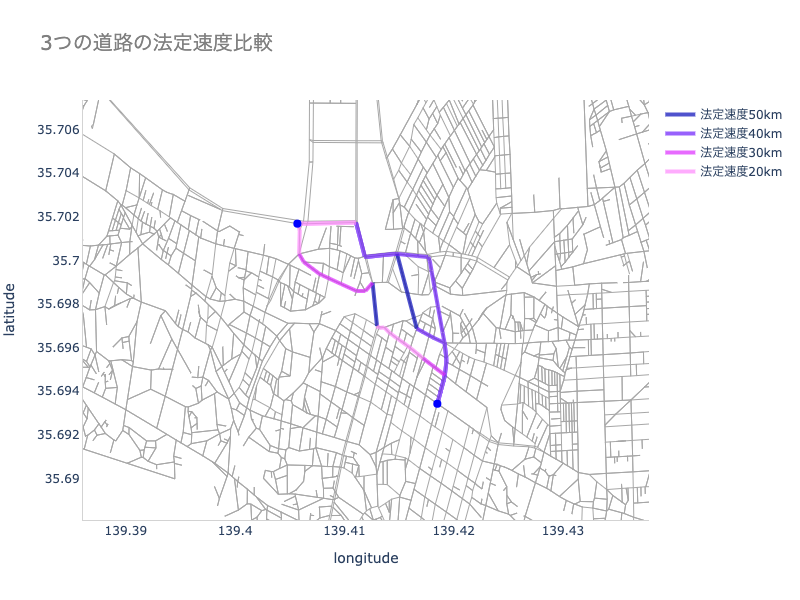 3つの道路の法定速度比較
法定速度50km
法定速度40km
法定速度30km
法定速度20km
35.706
35.704
35.702
35.7
35.698
35.696
35.694
35.692
35.69
latitude
139.39
139.4
139.41
139.42
139.43
longitude